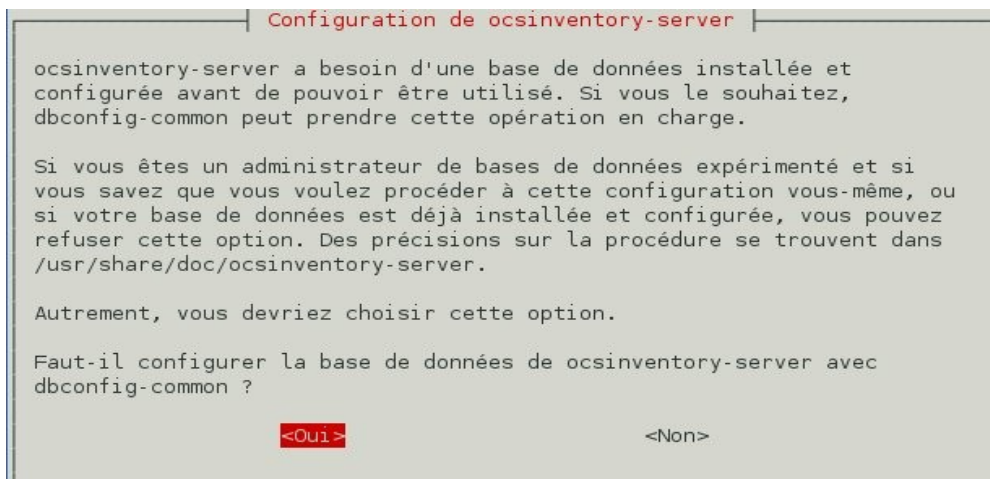 Configuration de ocsinventory-server
ocsinventory-server a besoin d'une base de données installée et
configurée avant de pouvoir être utilisé. Si vous le souhaitez,
dbconfig-common peut prendre cette opération en charge.
Si vous êtes un administrateur de bases de données expérimenté et si
vous savez que vous voulez procéder à cette configuration vous-même, ou
si votre base de données est déjà installée et configurée, vous pouvez
refuser cette option. Des précisions sur la procédure se trouvent dans
/usr/share/doc/ocsinventory-server.
Autrement, vous devriez choisir cette option.
Faut-il configurer la base de données de ocsinventory-server avec
dbconfig-common ?
<Oui> <Non>